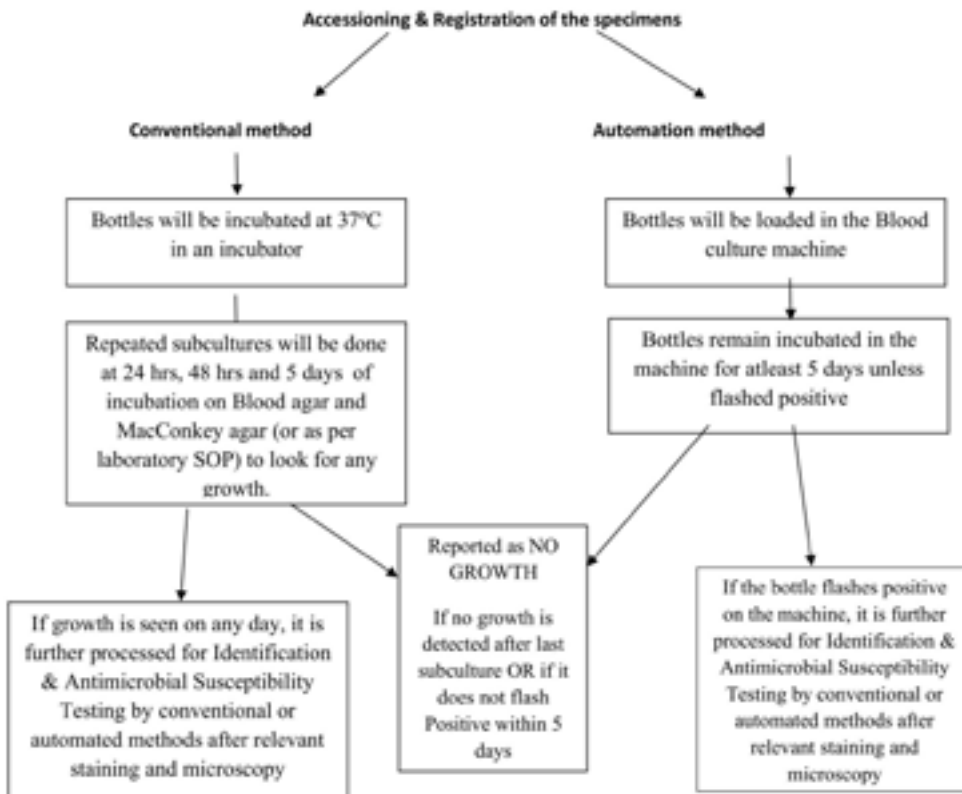 Accessioning & Registration of the specimens
Conventional method
Automation method
Bottles will be incubated at 37°C
in an incubator
Bottles will be loaded in the Blood
culture machine
Repeated subcultures will be done
at 24 hrs, 48 hrs and 5 days of
incubation on Blood agar and
MacConkey agar (or as per
laboratory SOP) to look for any
growth.
Bottles remain incubated in the
machine for atleast 5 days unless
flashed positive
If growth is seen on any day, it is
further processed for Identification
& Antimicrobial Susceptibility
Testing by conventional or
automated methods after relevant
staining and microscopy
Reported as NO
GROWTH
If no growth is
detected after last
subculture OR if it
does not flash
Positive within 5
days
If the bottle flashes positive
on the machine, it is further
processed for Identification &
Antimicrobial Susceptibility
Testing by conventional
or automated methods after
relevant staining and
microscopy